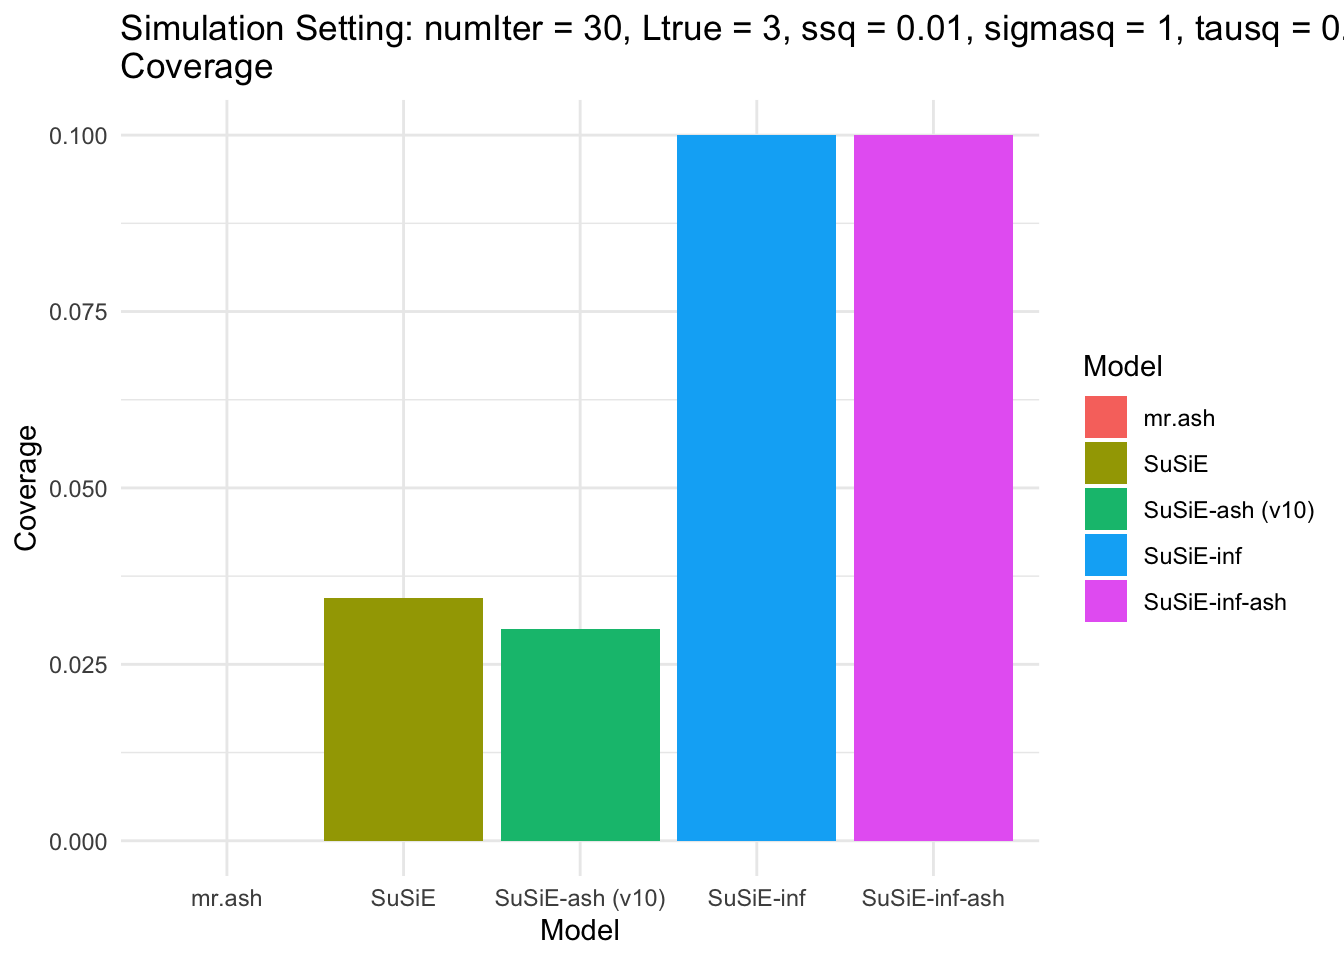 Simulation Setting: numIter = 30, Ltrue = 3, ssq = 0.01, sigmasq = 1, tausq = 0.
Coverage
0.100
0.075
0.050
0.025
0.000
Coverage
mr.ash
SuSiE
SuSiE-ash (v10)
SuSiE-inf
SuSiE-inf-ash
Model
Model
mr.ash
SuSiE
SuSiE-ash (v10)
SuSiE-inf
SuSiE-inf-ash